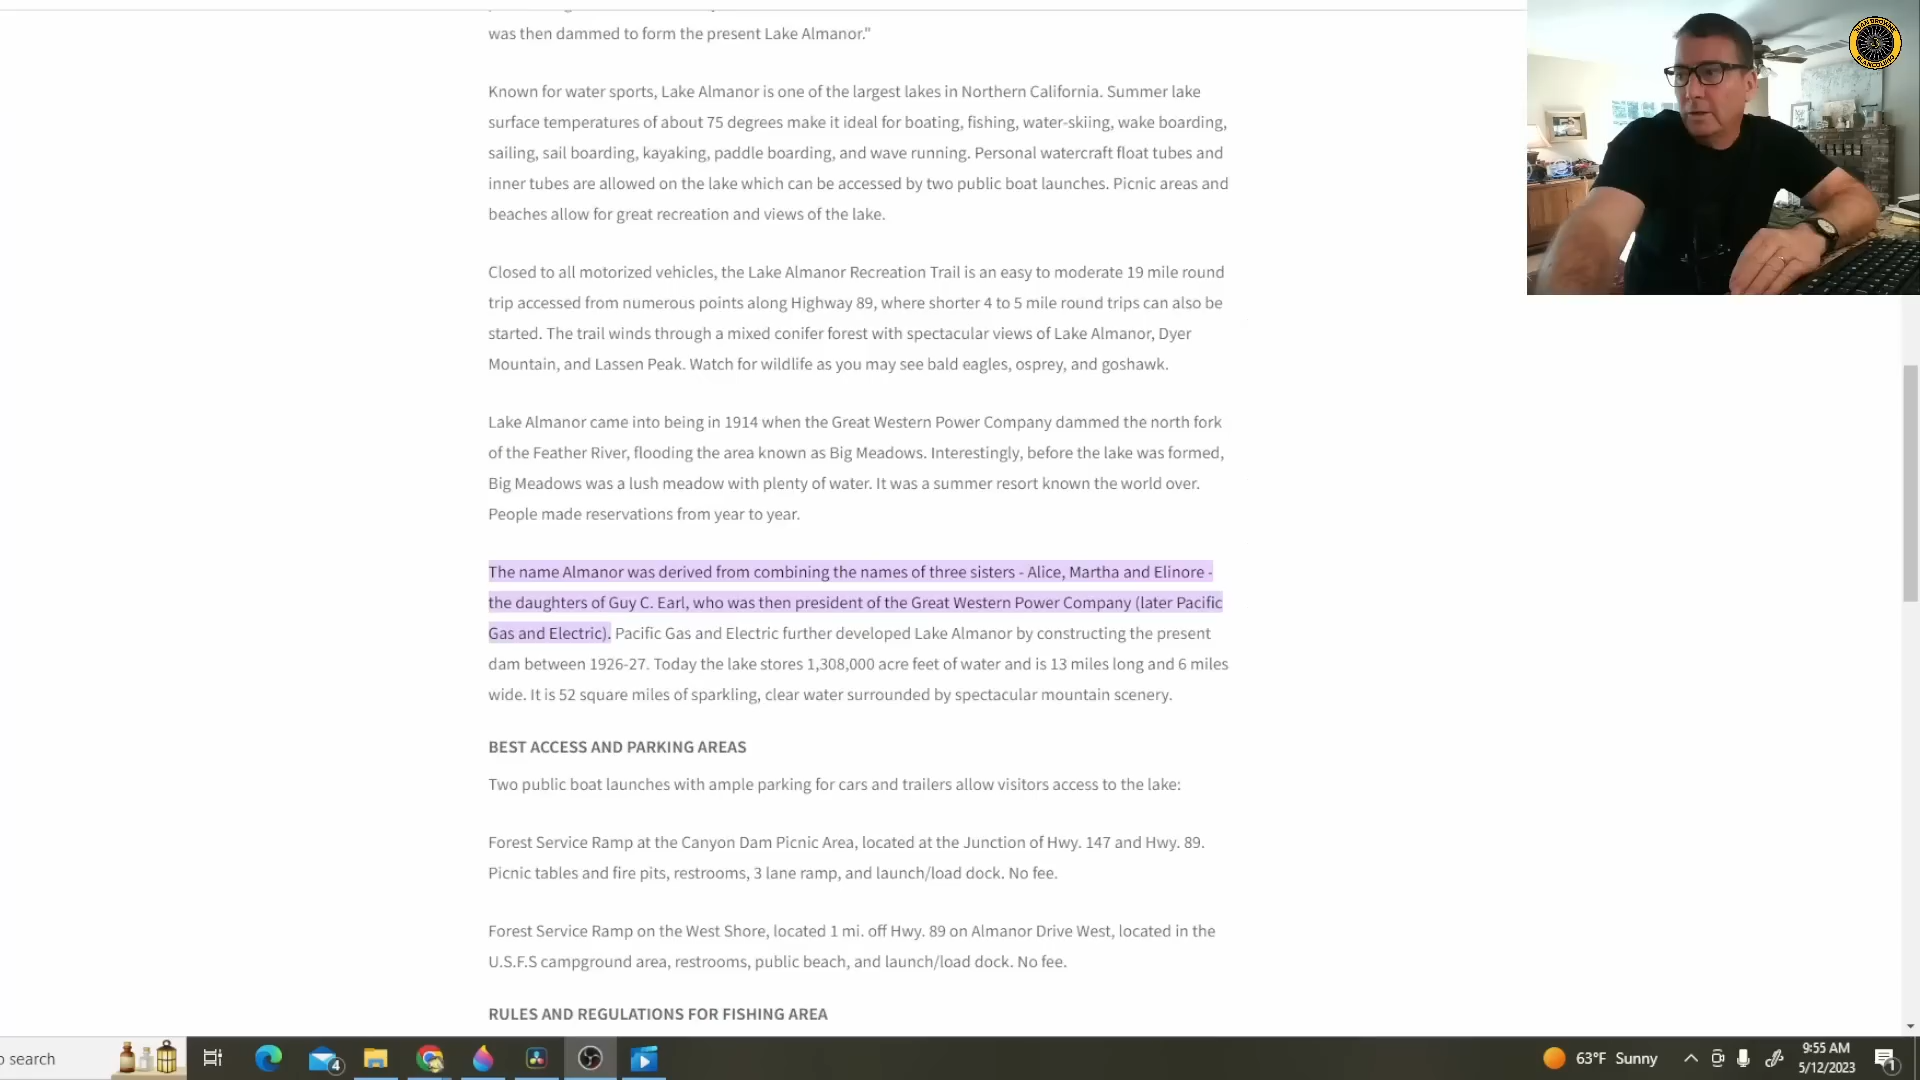 was then dammed to form the present Lake Almanor."
Known for water sports, Lake Almanor is one of the largest lakes in Northern California. Summer lake
surface temperatures of about 75 degrees make it ideal for boating, fishing, water-skiing, wake boarding,
sailing, sail boarding, kayaking, paddle boarding, and wave running. Personal watercraft float tubes and
inner tubes are allowed on the lake which can be accessed by two public boat launches. Picnic areas and
beaches allow for great recreation and views of the lake.
Closed to all motorized vehicles, the Lake Almanor Recreation Trail is an easy to moderate 19 mile round
trip accessed from numerous points along Highway 89, where shorter 4 to 5 mile round trips can also be
started. The trail winds through a mixed conifer forest with spectacular views of Lake Almanor, Dyer
Mountain, and Lassen Peak. Watch for wildlife as you may see bald eagles, osprey, and goshawk.
Lake Almanor came into being in 1914 when the Great Western Power Company dammed the north fork
of the Feather River, flooding the area known as Big Meadows. Interestingly, before the lake was formed,
Big Meadows was a lush meadow with plenty of water. It was a summer resort known the world over.
People made reservations from year to year.
The name Almanor was derived from combining the names of three sisters - Alice, Martha and Elinore -
the daughters of Guy C. Earl, who was then president of the Great Western Power Company (later Pacific
Gas and Electric). Pacific Gas and Electric further developed Lake Almanor by constructing the present
dam between 1926-27. Today the lake stores 1,308,000 acre feet of water and is 13 miles long and 6 miles
wide. It is 52 square miles of sparkling, clear water surrounded by spectacular mountain scenery.
BEST ACCESS AND PARKING AREAS
Two public boat launches with ample parking for cars and trailers allow visitors access to the lake:
Forest Service Ramp at the Canyon Dam Picnic Area, located at the Junction of Hwy. 147 and Hwy. 89.
Picnic tables and fire pits, restrooms, 3 lane ramp, and launch/load dock. No fee.
Forest Service Ramp on the West Shore, located 1 mi. off Hwy. 89 on Almanor Drive West, located in the
U.S.F.S campground area, restrooms, public beach, and launch/load dock. No fee.
RULES AND REGULATIONS FOR FISHING AREA
JUAN BROWNE
BLANCOLIRIO
o search
4
63°F Sunny
9:55 AM
5/12/2023
1